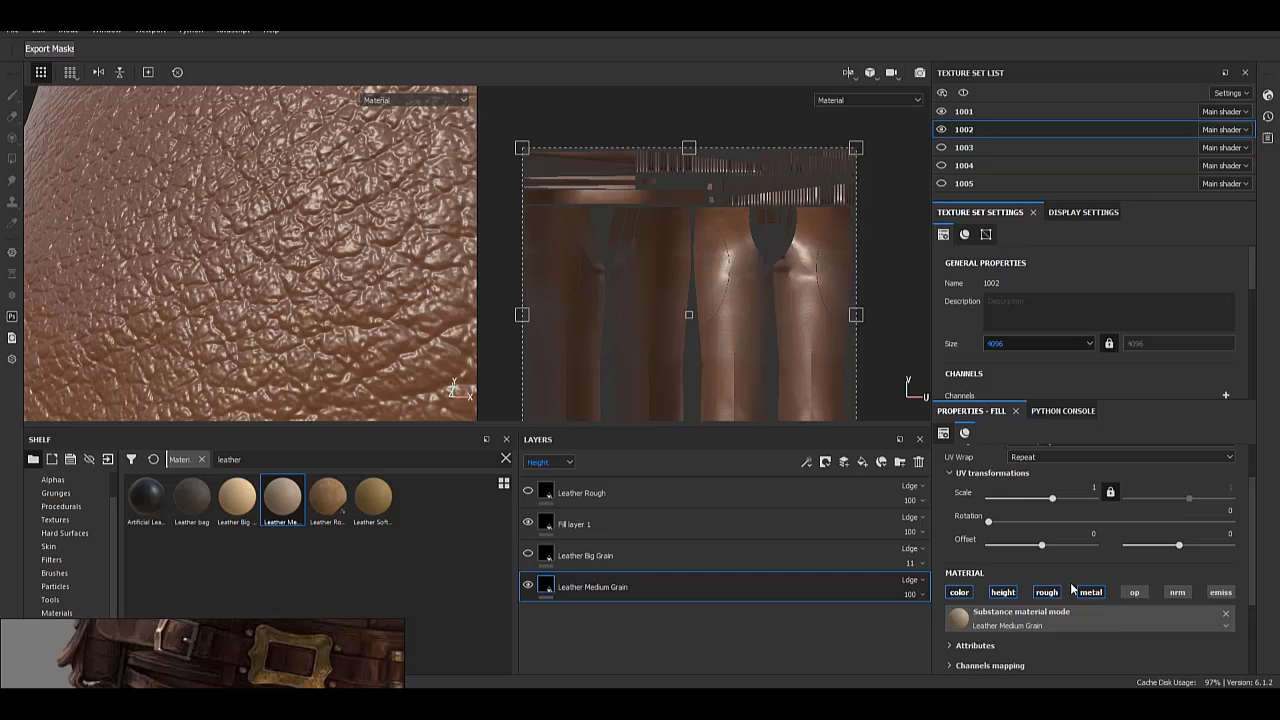 Export Masks
Material
Material
X
Y
U
TEXTURE SET LIST
Settings
1001 Main shader
1002 Main shader
1003 Main shader
1004 Main shader
1005 Main shader
TEXTURE SET SETTINGS DISPLAY SETTINGS
GENERAL PROPERTIES
Name 1002
Description Description
Size 4096 4096
CHANNELS
Channels
PROPERTIES - FILL PYTHON CONSOLE
UV Wrap Repeat
UV transformations
Scale 1 1
Rotation 0
Offset 0 0
MATERIAL
color height rough metal op nrm emiss
Substance material mode
Leather Medium Grain
Attributes
Channels mapping
SHELF
Materi... leather
Alphas
Grunges
Procedurals
Textures
Hard Surfaces
Skin
Filters
Brushes
Particles
Tools
Materials
Artificial Lea...
Leather bag
Leather Big ...
Leather Me...
Leather Ro...
Leather Soft...
LAYERS
Height
Leather Rough Ldge 100
Fill layer 1 Ldge 100
Leather Big Grain Ldge 11
Leather Medium Grain Ldge 100
Cache Disk Usage: 97% | Version: 6.1.2